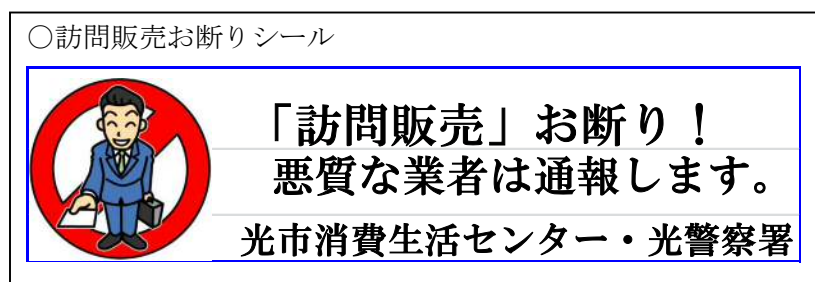 ○訪問販売お断りシール
「訪問販売」お断り！
悪質な業者は通報します。
光市消費生活センター・光警察署